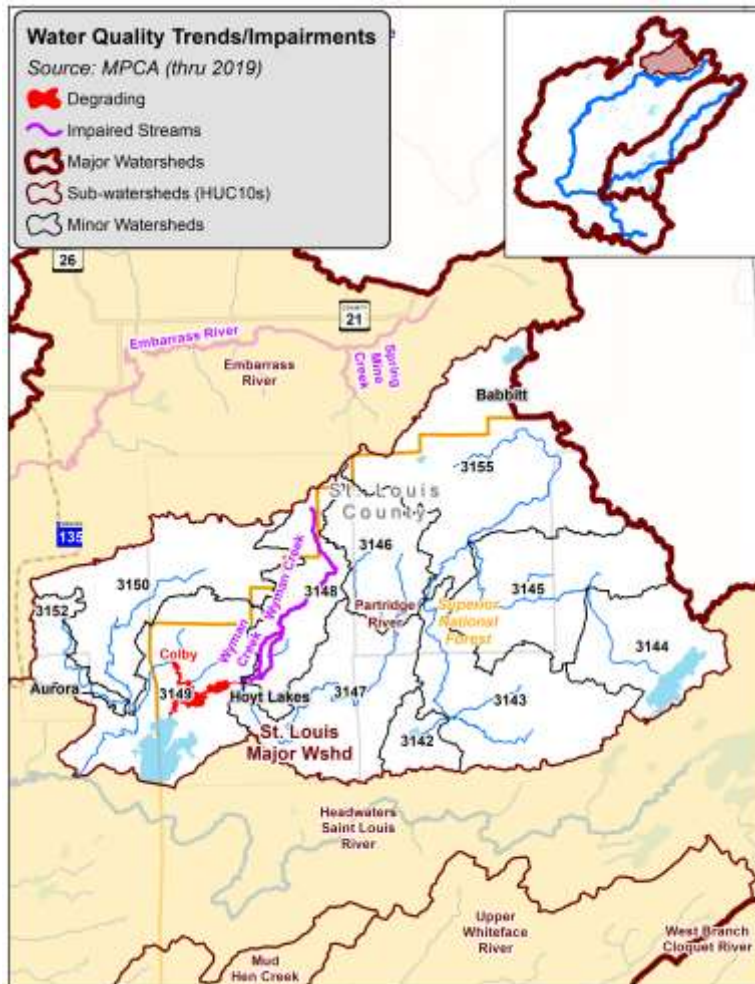 Water Quality Trends/Impairments
Source: MPCA (thru 2019)
Degrading
Impaired Streams
Major Watersheds
Sub-watersheds (HUC10s)
Minor Watersheds
26
COUNTY
21
Embarrass River
Embarrass
River
Spring
Mine
Creek
Babbitt
3155
St. Louis
County
135
3146
3150
Wyman Creek
3148
3145
3152
Partridge
River
Superior
National
Forest
Wyman
Creek
Colby
3144
Aurora
3149
Hoyt Lakes
3147
3143
St. Louis
Major Wshd
3142
Headwaters
Saint Louis
River
Upper
Whiteface
River
West Branch
Cloquet River
Mud
Hen Creek